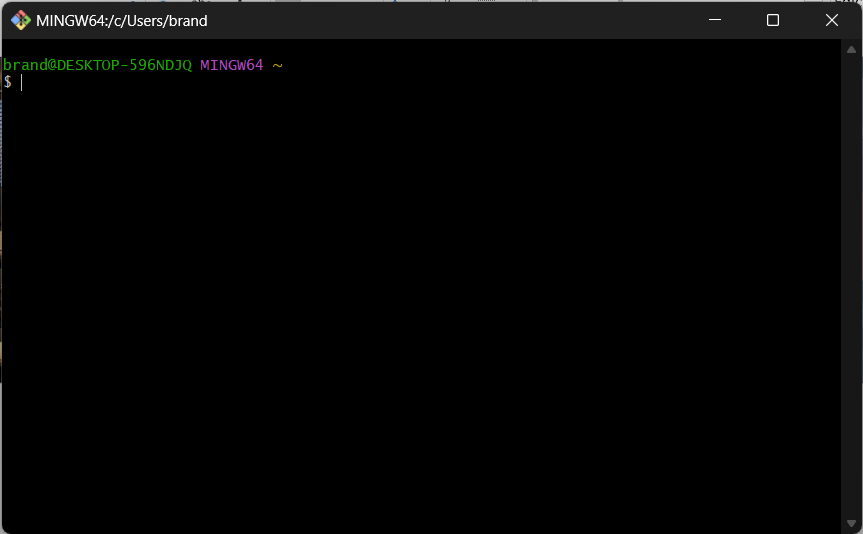 MINGW64:/c/Users/brand
brand@DESKTOP-596NDJQ MINGW64 ~
$